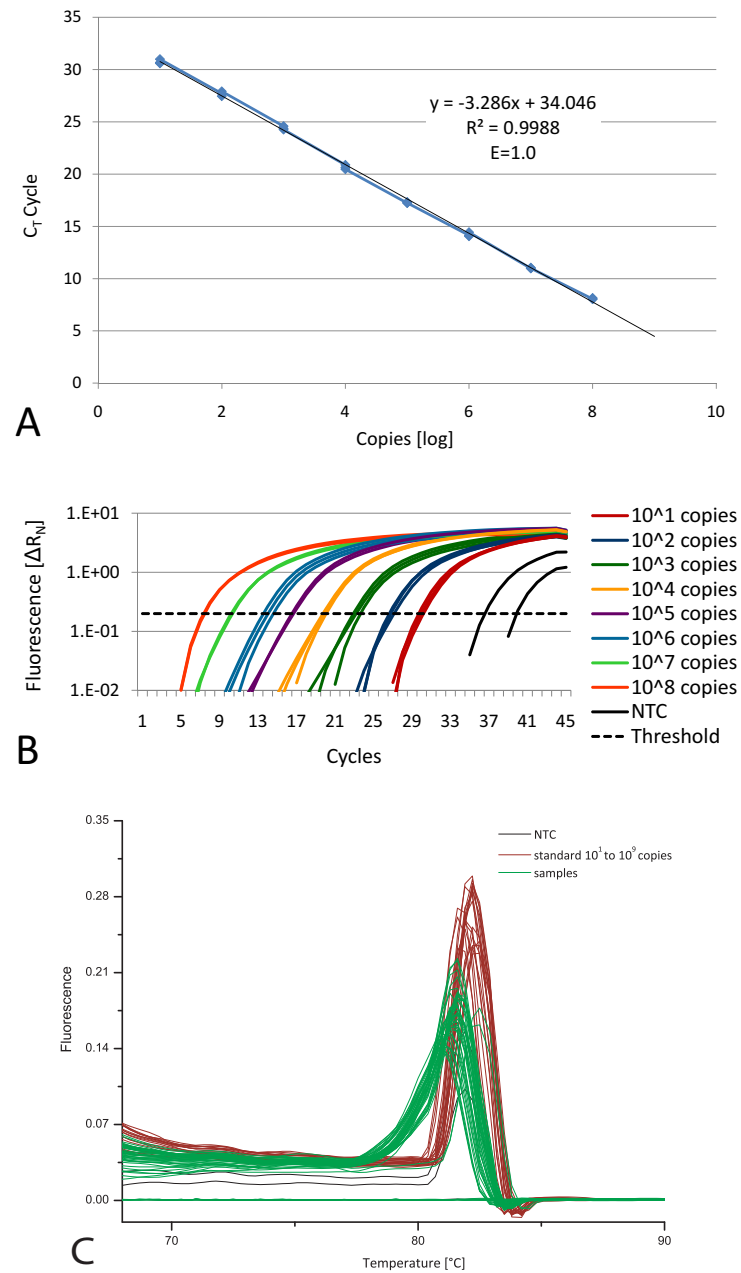 35
30
25
20
15
10
5
0
C_T Cycle
y = -3.286x + 34.046
R² = 0.9988
E=1.0
0 2 4 6 8 10
Copies [log]
A
1.E+01
1.E+00
1.E-01
1.E-02
Fluorescence [ΔR_N]
1 5 9 13 17 21 25 29 33 37 41 45
Cycles
10^1 copies
10^2 copies
10^3 copies
10^4 copies
10^5 copies
10^6 copies
10^7 copies
10^8 copies
NTC
Threshold
B
0.35
0.28
0.21
0.14
0.07
0.00
Fluorescence
NTC
standard 10¹ to 10⁹ copies
samples
70 80 90
Temperature [°C]
C